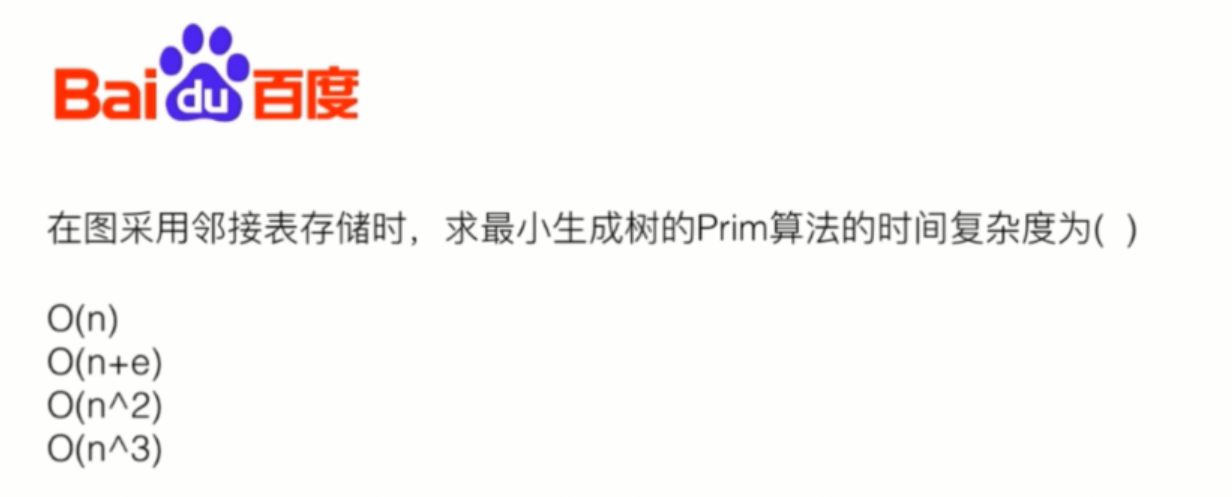 Baidu百度
在图采用邻接表存储时，求最小生成树的Prim算法的时间复杂度为( )
O(n)
O(n+e)
O(n^2)
O(n^3)